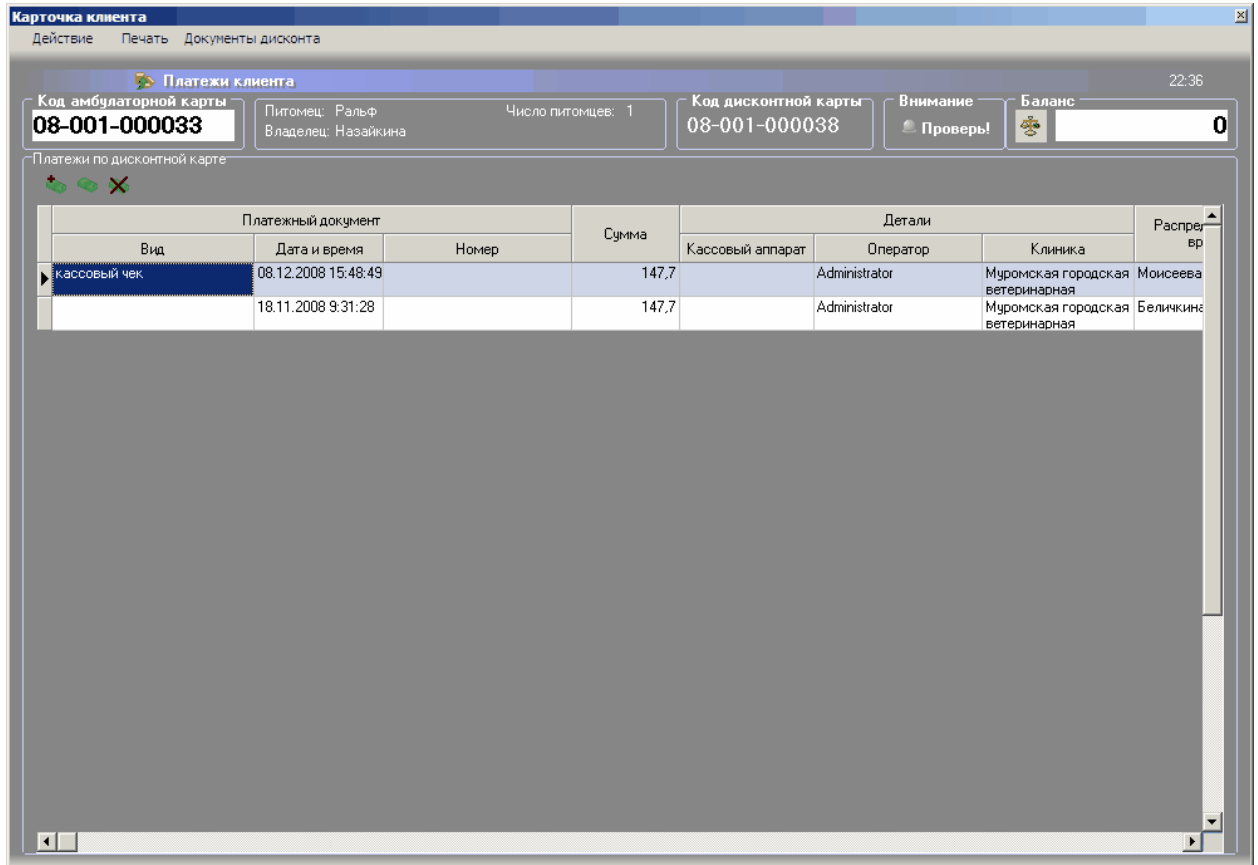 Карточка клиента
Действие Печать Документы дисконта
Платежи клиента 22:36
Код амбулаторной карты
08-001-000033
Питомец: Ральф Число питомцев: 1
Владелец: Назайкина
Код дисконтной карты
08-001-000038
Внимание
Проверь!
Баланс
0
Платежи по дисконтной карте
Платежный документ Сумма Детали Распред
Вид Дата и время Номер Кассовый аппарат Оператор Клиника вр
кассовый чек 08.12.2008 15:48:49 147,7 Administrator Муромская городская Моисеева
ветеринарная
18.11.2008 9:31:28 147,7 Administrator Муромская городская Беличкина
ветеринарная